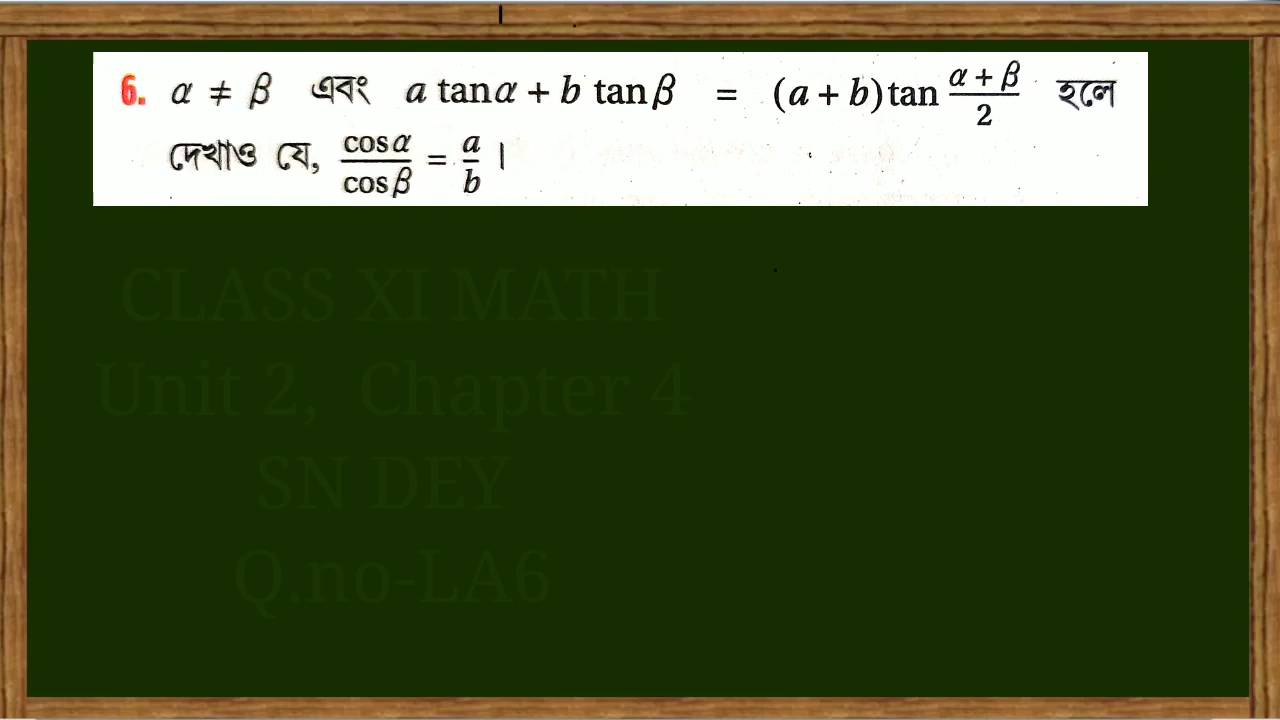 6. α ≠ β এবং a tanα + b tanβ = (a + b) tan (α + β)/2 হলে
দেখাও যে, cosα/cosβ = a/b ।
CLASS XI MATH
Unit 2, Chapter 4
SN DEY
Q.no-LA6